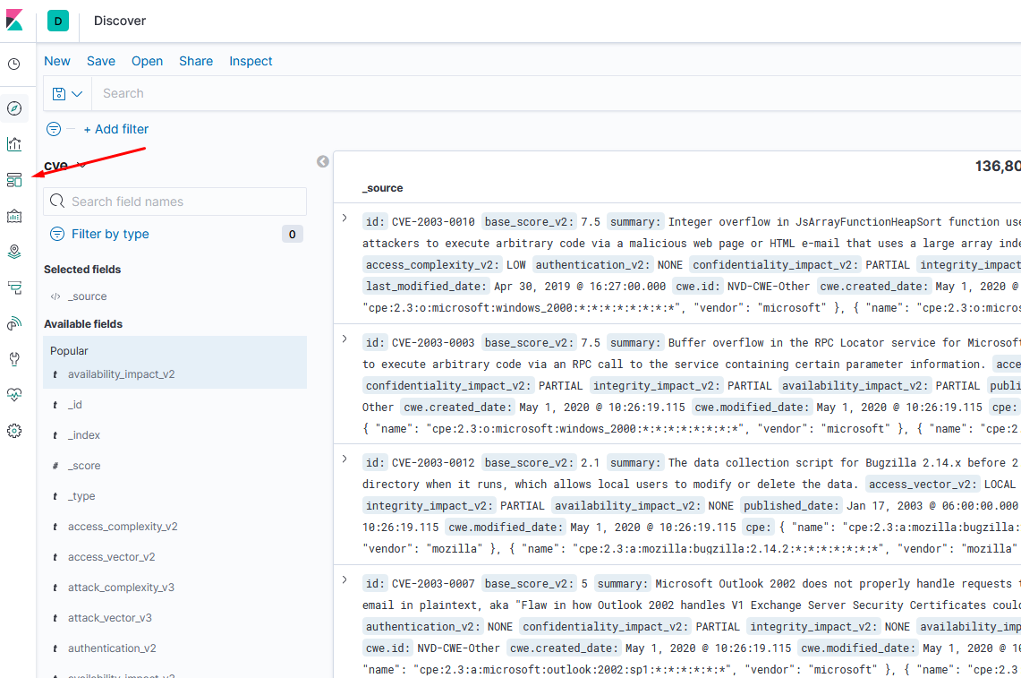 D Discover
New Save Open Share Inspect
Search
+ Add filter
cve
136,80
Search field names
_source
Filter by type 0
Selected fields
</> _source
Available fields
Popular
t availability_impact_v2
t _id
t _index
# _score
t _type
t access_complexity_v2
t access_vector_v2
t attack_complexity_v3
t attack_vector_v3
t authentication_v2
t availability_impact_v2
id: CVE-2003-0010 base_score_v2: 7.5 summary: Integer overflow in JsArrayFunctionHeapSort function use
attackers to execute arbitrary code via a malicious web page or HTML e-mail that uses a large array inde
access_complexity_v2: LOW authentication_v2: NONE confidentiality_impact_v2: PARTIAL integrity_impact
last_modified_date: Apr 30, 2019 @ 16:27:00.000 cwe.id: NVD-CWE-Other cwe.created_date: May 1, 2020 @
"cpe:2.3:o:microsoft:windows_2000:*:*:*:*:*:*:*:*", "vendor": "microsoft" }, { "name": "cpe:2.3:o:micros
id: CVE-2003-0003 base_score_v2: 7.5 summary: Buffer overflow in the RPC Locator service for Microsof
to execute arbitrary code via an RPC call to the service containing certain parameter information. acce
confidentiality_impact_v2: PARTIAL integrity_impact_v2: PARTIAL availability_impact_v2: PARTIAL publi
Other cwe.created_date: May 1, 2020 @ 10:26:19.115 cwe.modified_date: May 1, 2020 @ 10:26:19.115 cpe:
{ "name": "cpe:2.3:o:microsoft:windows_2000:*:*:*:*:*:*:*:*", "vendor": "microsoft" }, { "name": "cpe:2
id: CVE-2003-0012 base_score_v2: 2.1 summary: The data collection script for Bugzilla 2.14.x before 2
directory when it runs, which allows local users to modify or delete the data. access_vector_v2: LOCAL
integrity_impact_v2: PARTIAL availability_impact_v2: NONE published_date: Jan 17, 2003 @ 06:00:00.000
10:26:19.115 cwe.modified_date: May 1, 2020 @ 10:26:19.115 cpe: { "name": "cpe:2.3:a:mozilla:bugzilla:
"vendor": "mozilla" }, { "name": "cpe:2.3:a:mozilla:bugzilla:2.14.2:*:*:*:*:*:*:*", "vendor": "mozilla"
id: CVE-2003-0007 base_score_v2: 5 summary: Microsoft Outlook 2002 does not properly handle requests t
email in plaintext, aka "Flaw in how Outlook 2002 handles V1 Exchange Server Security Certificates coul
authentication_v2: NONE confidentiality_impact_v2: PARTIAL integrity_impact_v2: NONE availability_imp
cwe.id: NVD-CWE-Other cwe.created_date: May 1, 2020 @ 10:26:19.115 cwe.modified_date: May 1, 2020 @ 10
"name": "cpe:2.3:a:microsoft:outlook:2002:sp1:*:*:*:*:*:*", "vendor": "microsoft" }, { "name": "cpe:2.3